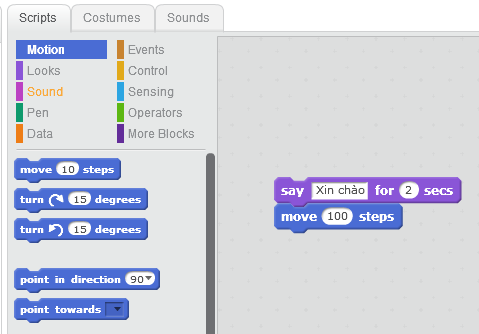 Scripts Costumes Sounds
Motion Events
Looks Control
Sound Sensing
Pen Operators
Data More Blocks
move 10 steps
turn 15 degrees
turn 15 degrees
point in direction 90
point towards
say Xin chào for 2 secs
move 100 steps